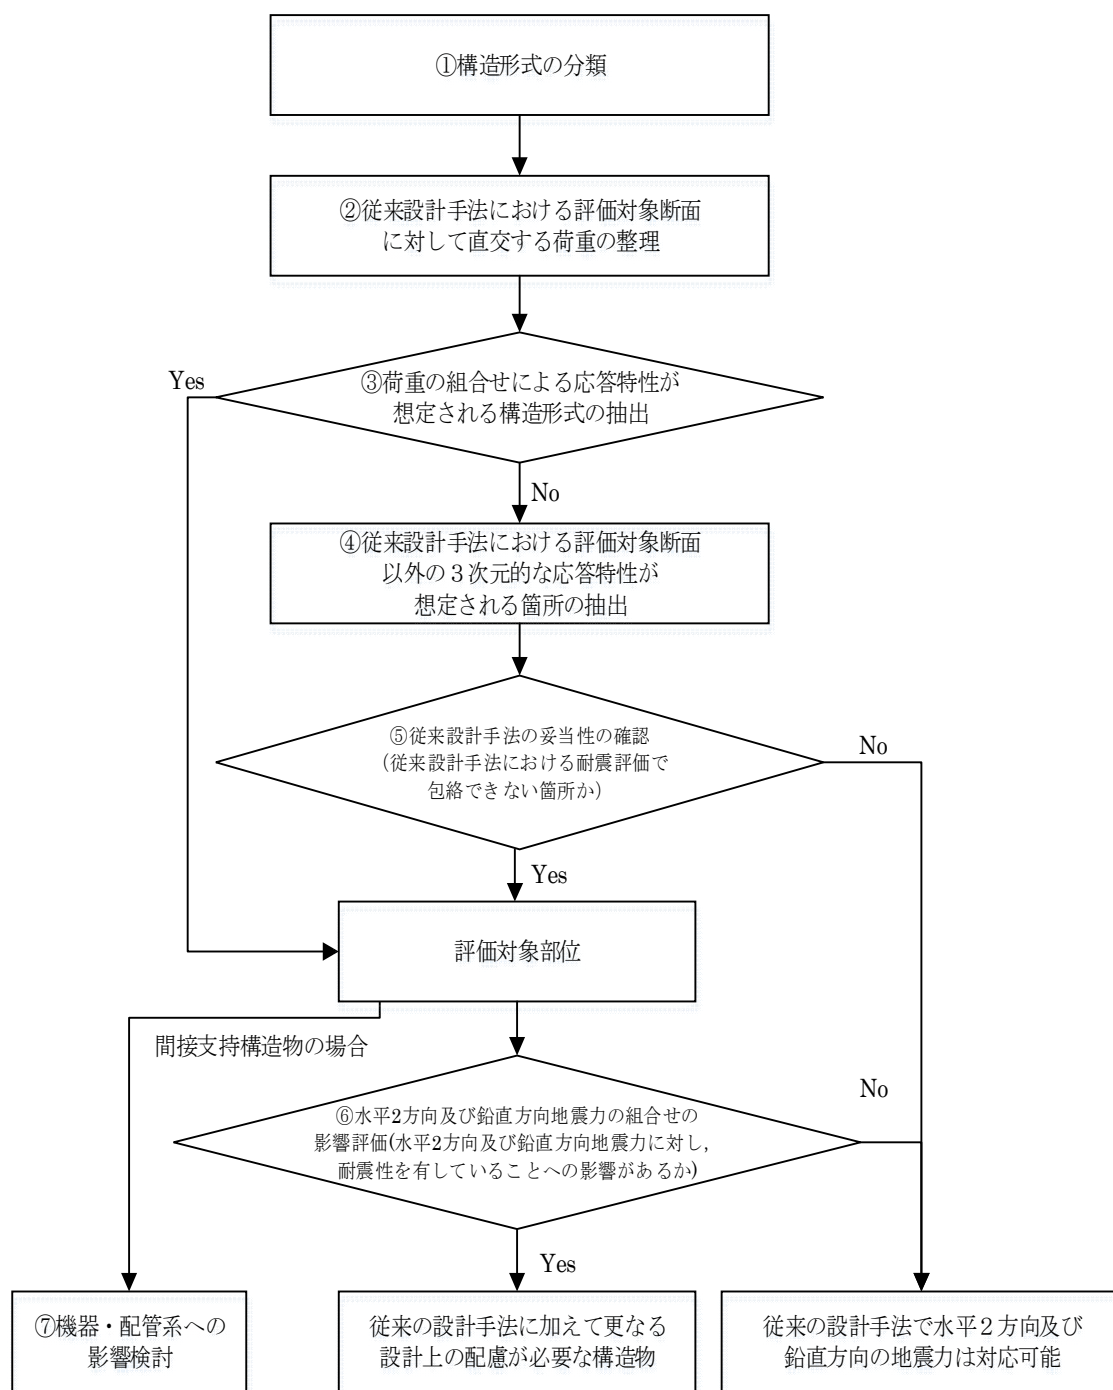 ①構造形式の分類
②従来設計手法における評価対象断面
に対して直交する荷重の整理
③荷重の組合せによる応答特性が
想定される構造形式の抽出
Yes
No
④従来設計手法における評価対象断面
以外の３次元的な応答特性が
想定される箇所の抽出
⑤従来設計手法の妥当性の確認
(従来設計手法における耐震評価で
包絡できない箇所か)
No
Yes
評価対象部位
間接支持構造物の場合
⑥水平2方向及び鉛直方向地震力の組合せの
影響評価(水平2方向及び鉛直方向地震力に対し,
耐震性を有していることへの影響があるか)
No
Yes
⑦機器・配管系への
影響検討
従来の設計手法に加えて更なる
設計上の配慮が必要な構造物
従来の設計手法で水平２方向及び
鉛直方向の地震力は対応可能